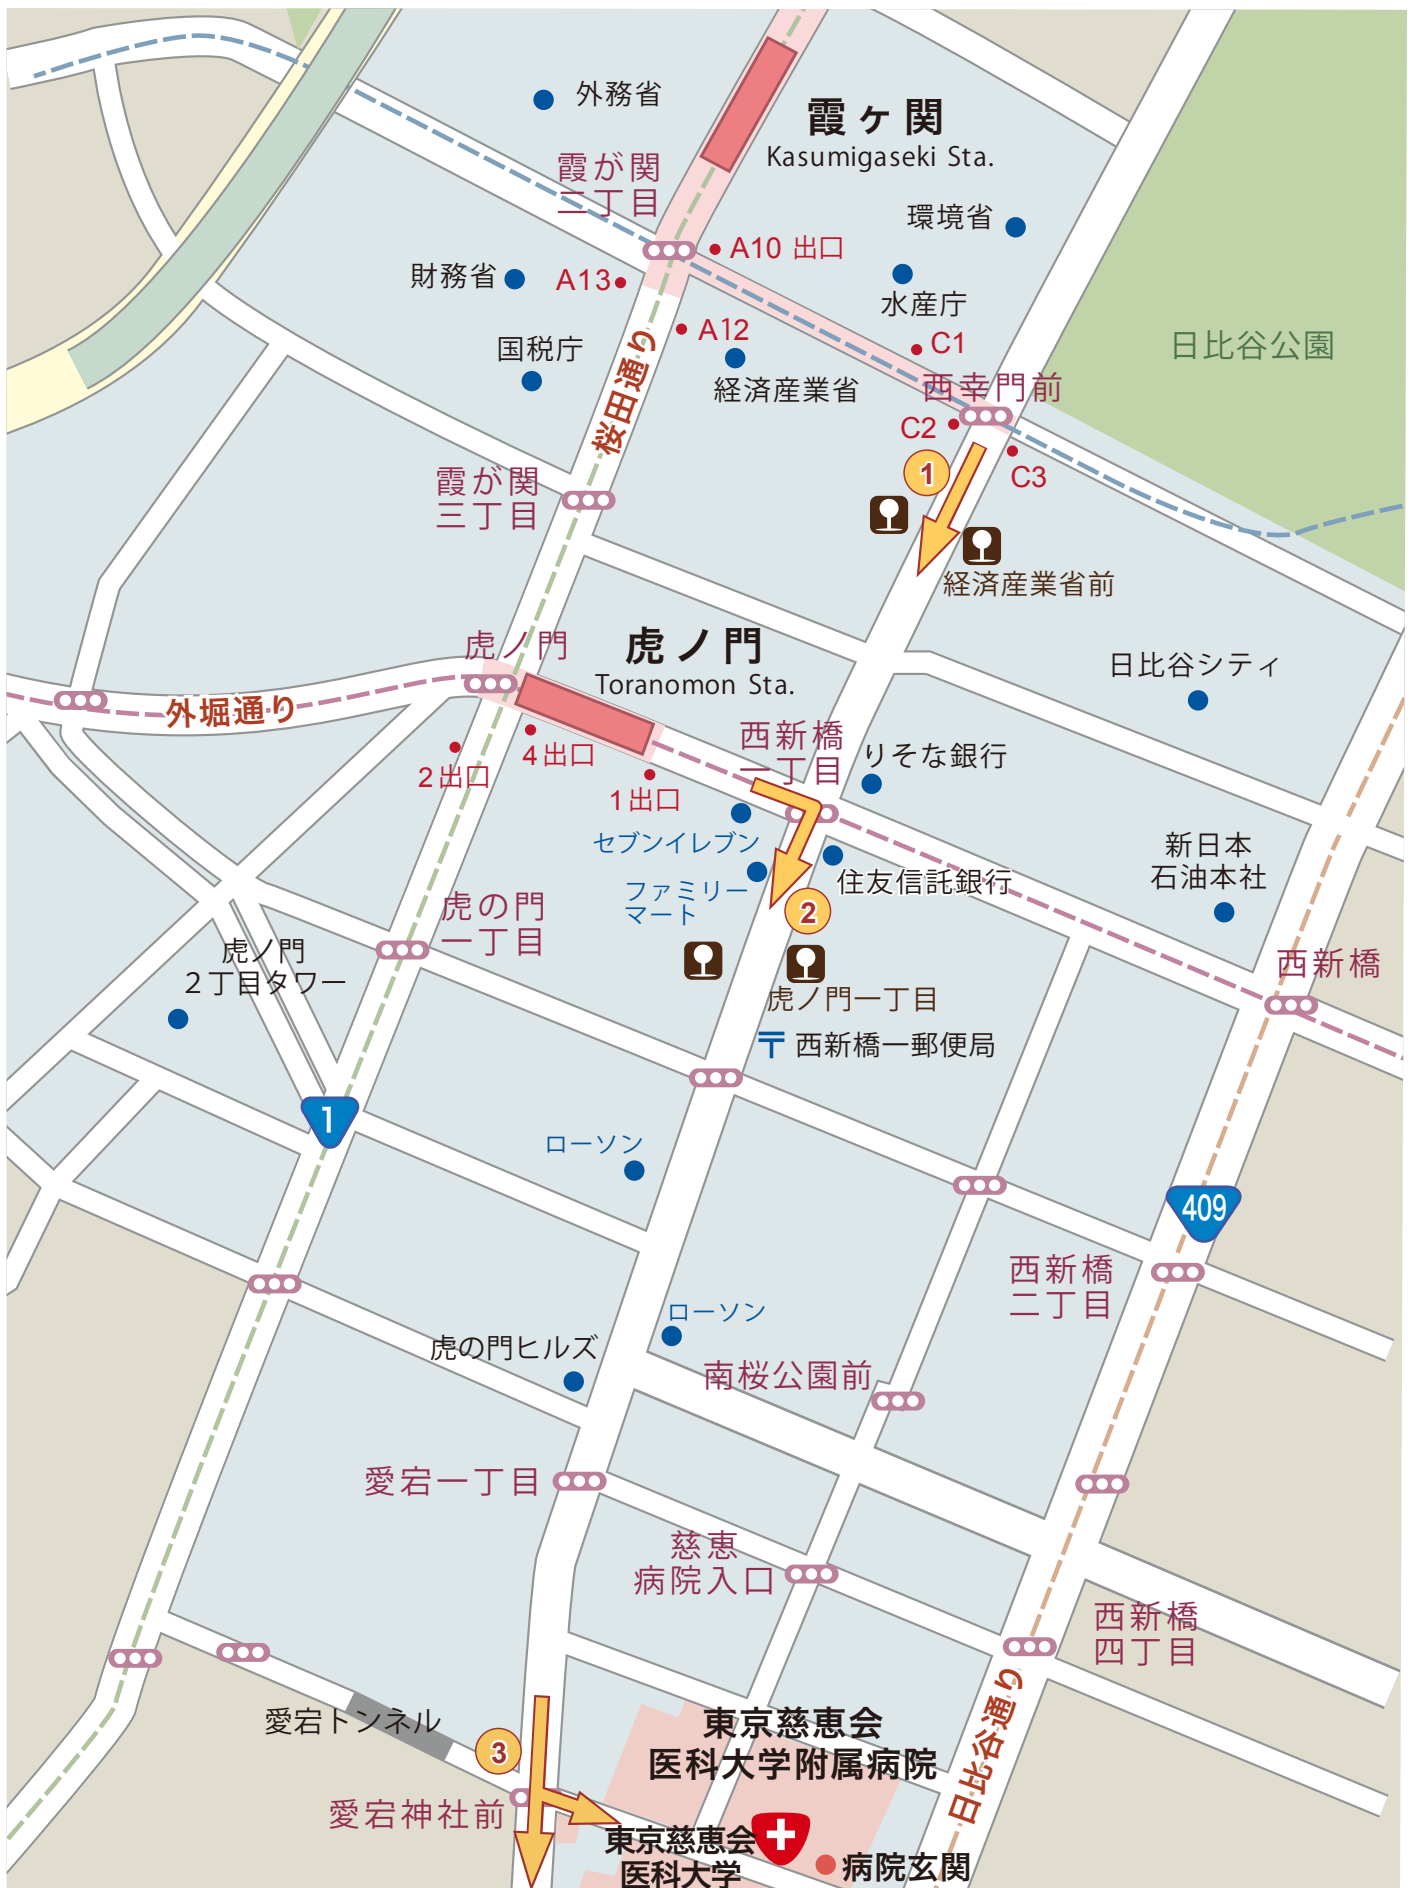 外務省
霞ヶ関
Kasumigaseki Sta.
霞が関
二丁目
環境省
A10 出口
財務省
A13
水産庁
A12
C1
国税庁
経済産業省
日比谷公園
西幸門前
桜田通り
C2
1
C3
霞が関
三丁目
経済産業省前
虎ノ門
虎ノ門
Toranomon Sta.
日比谷シティ
外堀通り
西新橋
一丁目
りそな銀行
4出口
2出口
1出口
セブンイレブン
新日本
石油本社
ファミリー
マート
住友信託銀行
2
虎の門
一丁目
虎ノ門
2丁目タワー
西新橋
虎ノ門一丁目
〒 西新橋一郵便局
1
ローソン
409
西新橋
二丁目
ローソン
虎の門ヒルズ
南桜公園前
愛宕一丁目
慈恵
病院入口
西新橋
四丁目
愛宕トンネル
東京慈恵会
医科大学附属病院
3
日比谷通り
愛宕神社前
東京慈恵会
医科大学
病院玄関